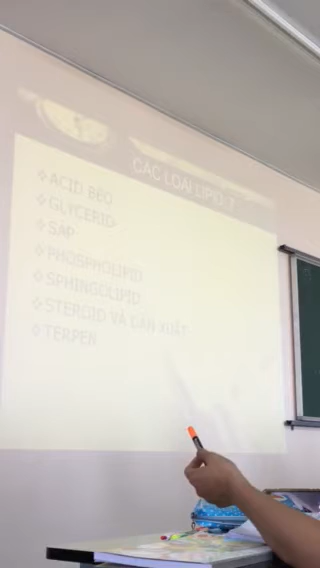 CÁC LOẠI LIPID ?
❖ACID BÉO
❖GLYCERID
❖SÁP
❖PHOSPHOLIPID
❖SPHINGOLIPID
❖STEROID VÀ DẪN XUẤT
❖TERPEN